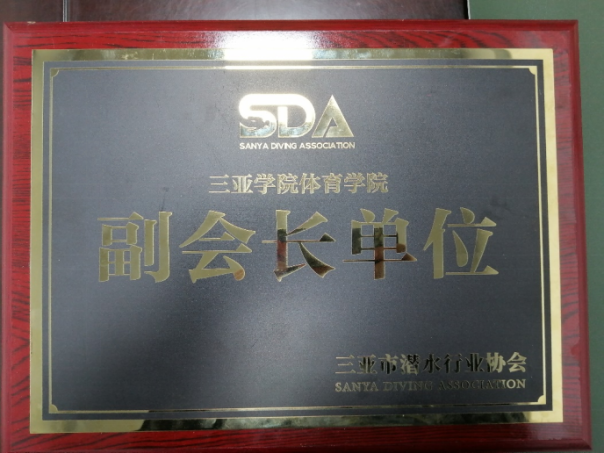 SDA
SANYA DIVING ASSOCIATION
三亚学院体育学院
副会长单位
三亚市潜水行业协会
SANYA DIVING ASSOCIATION